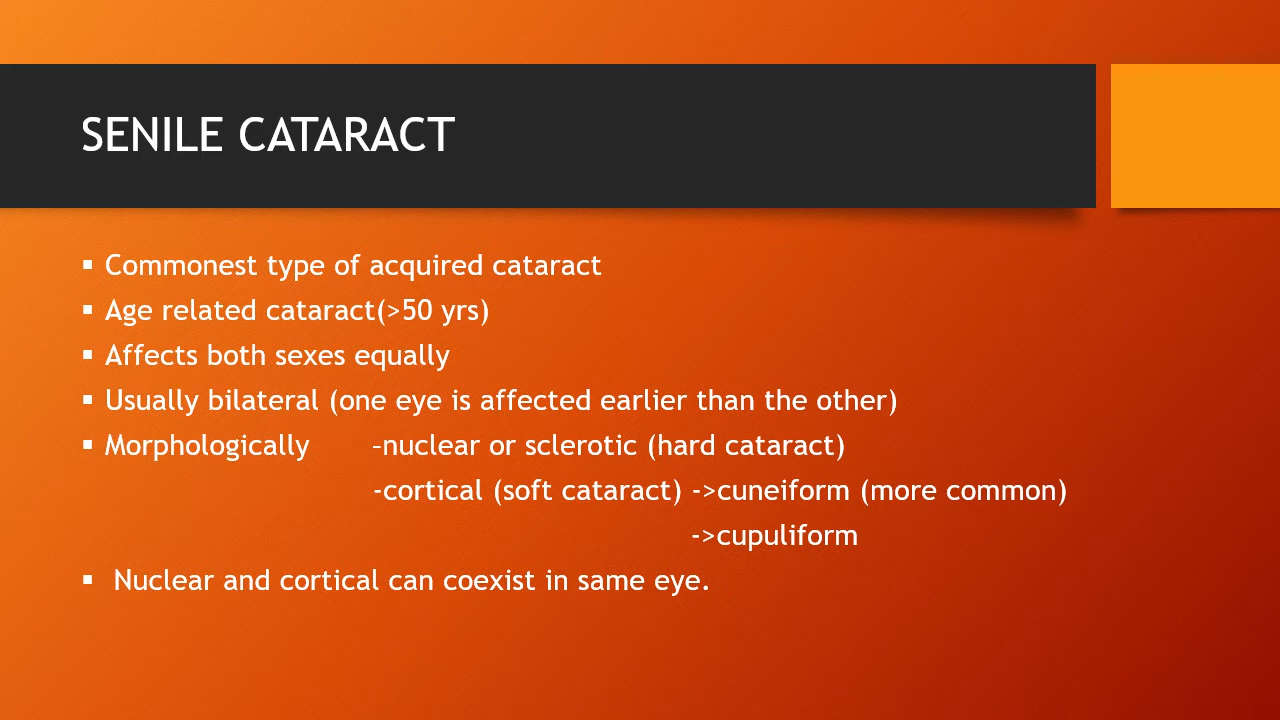 SENILE CATARACT
▪ Commonest type of acquired cataract
▪ Age related cataract(>50 yrs)
▪ Affects both sexes equally
▪ Usually bilateral (one eye is affected earlier than the other)
▪ Morphologically –nuclear or sclerotic (hard cataract)
-cortical (soft cataract) ->cuneiform (more common)
->cupuliform
▪ Nuclear and cortical can coexist in same eye.